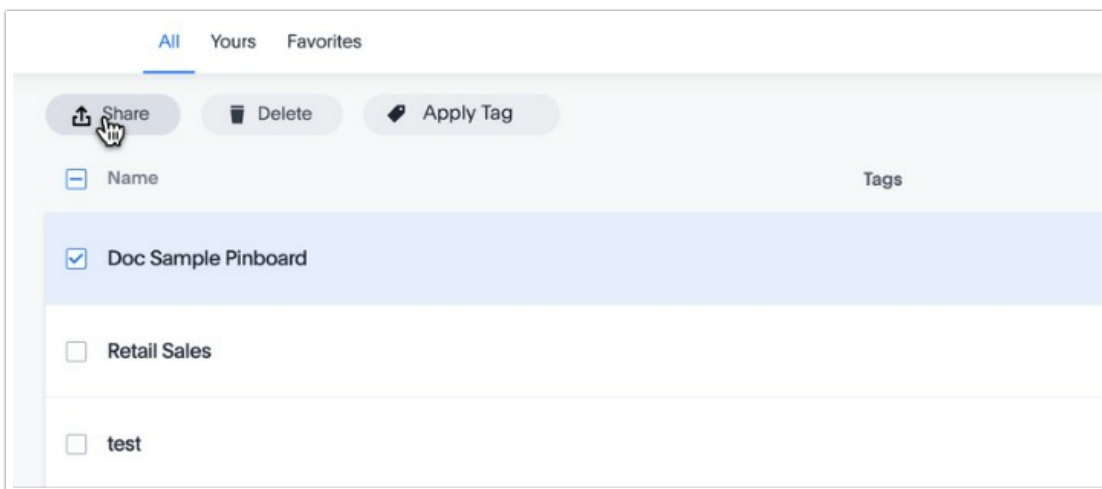 All Yours Favorites
Share Delete Apply Tag
Name Tags
Doc Sample Pinboard
Retail Sales
test